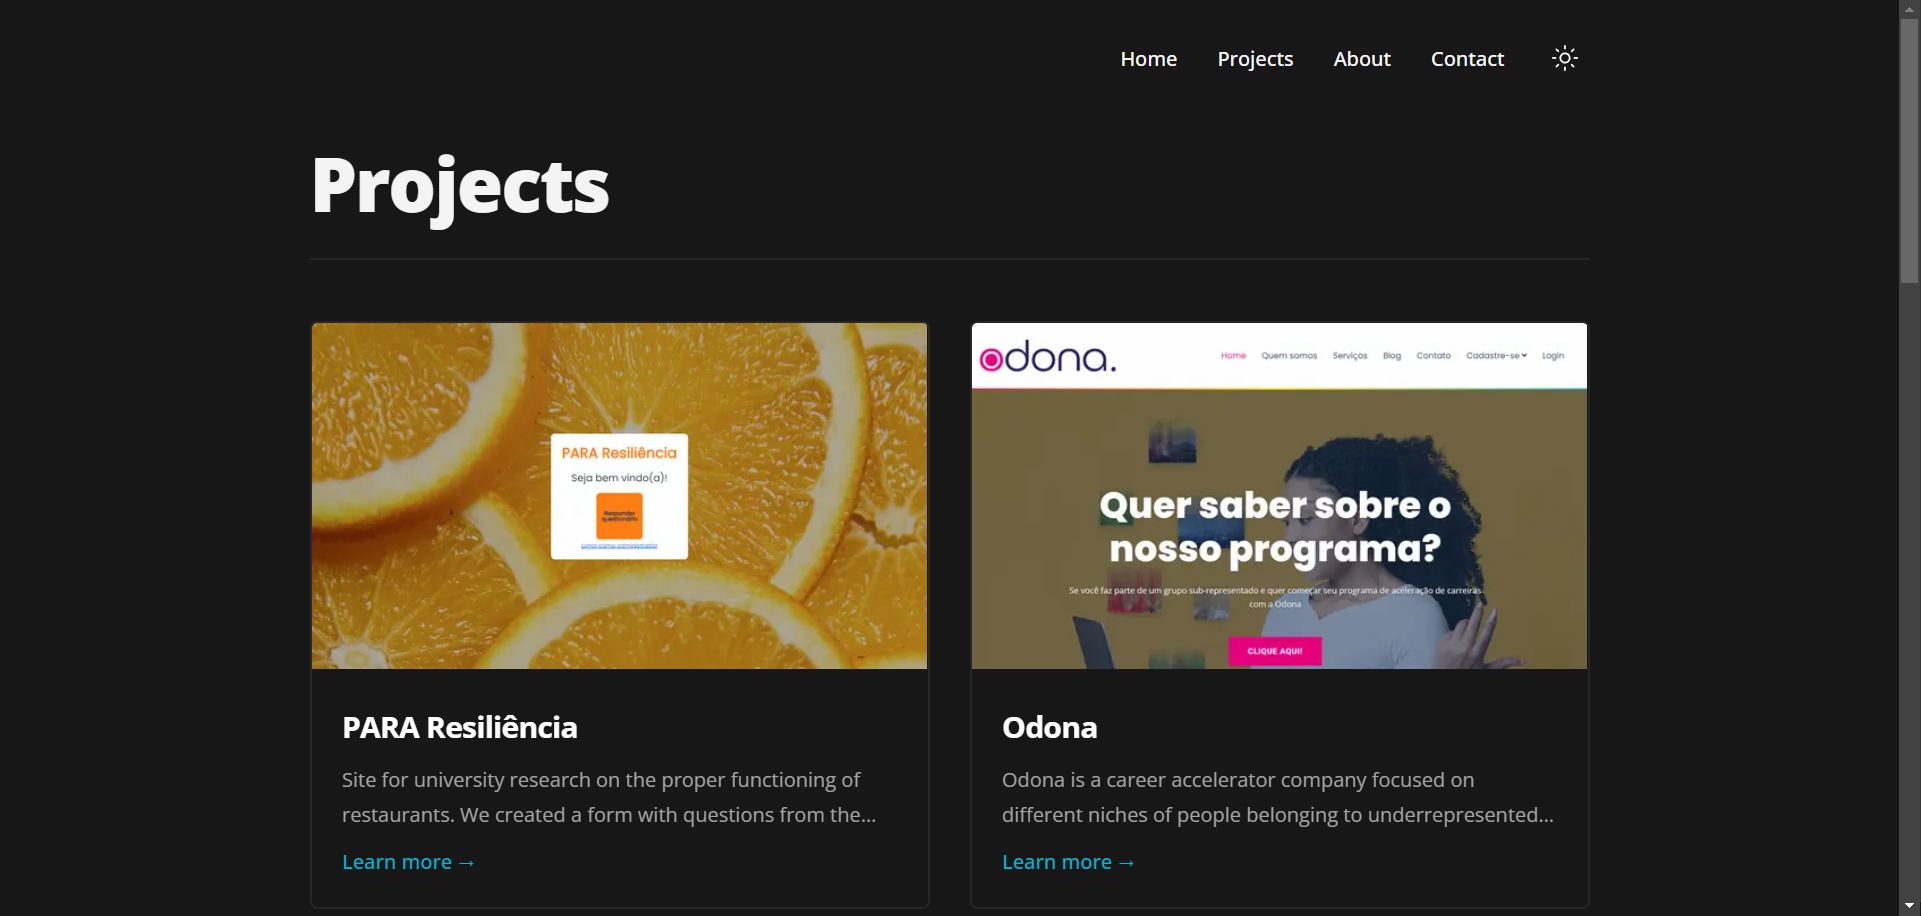 Home Projects About Contact
Projects
PARA Resiliência
Seja bem vindo(a)!
Responder
questionário
Logar como administrador
odona.
Home Quem somos Serviços Blog Contato Cadastre-se Login
Quer saber sobre o
nosso programa?
Se você faz parte de um grupo sub-representado e quer começar seu programa de aceleração de carreiras
com a Odona
CLIQUE AQUI!
PARA Resiliência
Site for university research on the proper functioning of
restaurants. We created a form with questions from the...
Learn more →
Odona
Odona is a career accelerator company focused on
different niches of people belonging to underrepresented...
Learn more →